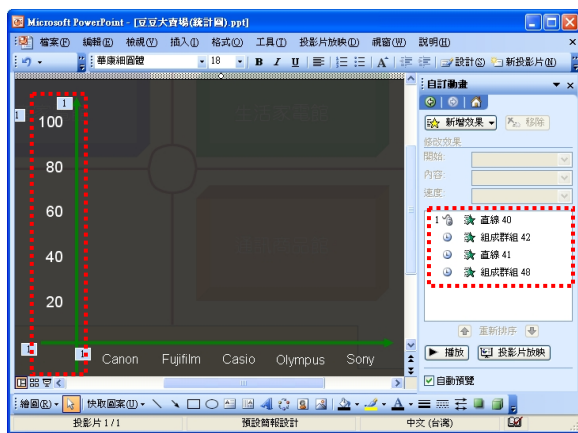 Microsoft PowerPoint - [豆豆大賣場(統計圖).ppt]
檔案(F) 編輯(E) 檢視(V) 插入(I) 格式(O) 工具(T) 投影片放映(D) 視窗(W) 說明(H)
華康細圓體 18 B I U 設計(S) 新投影片(N)
自訂動畫
新增效果 移除
修改效果
開始:
內容:
速度:
1 直線 40
組成群組 42
直線 41
組成群組 48
重新排序
播放 投影片放映
自動預覽
1
1 100
80
60
40
20
1 1
Canon Fujifilm Casio Olympus Sony
繪圖(R) 快取圖案(U)
投影片 1 / 1 預設簡報設計 中文 (台灣)